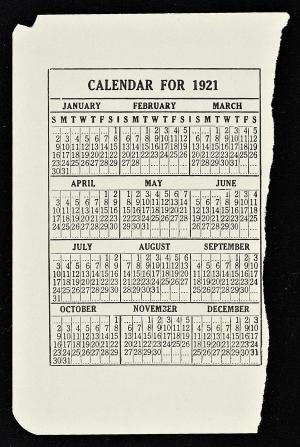 CALENDAR FOR 1921
JANUARY FEBRUARY MARCH
S M T W T F S S M T W T F S S M T W T F S
1 1 2 3 4 5 1 2 3 4 5
2 3 4 5 6 7 8 6 7 8 9 10 11 12 6 7 8 9 10 11 12
9 10 11 12 13 14 15 13 14 15 16 17 18 19 13 14 15 16 17 18 19
16 17 18 19 20 21 22 20 21 22 23 24 25 26 20 21 22 23 24 25 26
23 24 25 26 27 28 29 27 28 27 28 29 30 31
30 31
APRIL MAY JUNE
1 2 1 2 3 4 5 6 7 1 2 3 4
3 4 5 6 7 8 9 8 9 10 11 12 13 14 5 6 7 8 9 10 11
10 11 12 13 14 15 16 15 16 17 18 19 20 21 12 13 14 15 16 17 18
17 18 19 20 21 22 23 22 23 24 25 26 27 28 19 20 21 22 23 24 25
24 25 26 27 28 29 30 29 30 31 26 27 28 29 30
JULY AUGUST SEPTEMBER
1 2 1 2 3 4 5 6 1 2 3
3 4 5 6 7 8 9 7 8 9 10 11 12 13 4 5 6 7 8 9 10
10 11 12 13 14 15 16 14 15 16 17 18 19 20 11 12 13 14 15 16 17
17 18 19 20 21 22 23 21 22 23 24 25 26 27 18 19 20 21 22 23 24
24 25 26 27 28 29 30 28 29 30 31 25 26 27 28 29 30
31
OCTOBER NOVEMBER DECEMBER
1 1 2 3 4 5 1 2 3
2 3 4 5 6 7 8 6 7 8 9 10 11 12 4 5 6 7 8 9 10
9 10 11 12 13 14 15 13 14 15 16 17 18 19 11 12 13 14 15 16 17
16 17 18 19 20 21 22 20 21 22 23 24 25 26 18 19 20 21 22 23 24
23 24 25 26 27 28 29 27 28 29 30 25 26 27 28 29 30 31
30 31